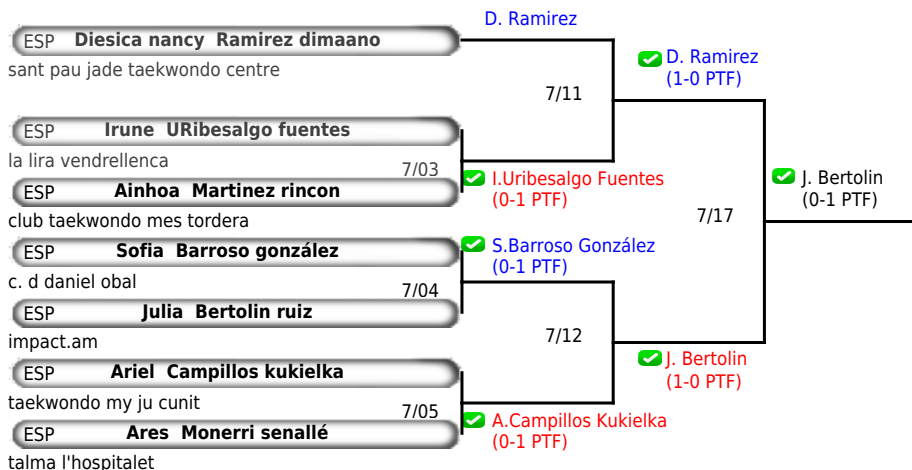 D. Ramirez
ESP Diesica nancy Ramirez dimaano
sant pau jade taekwondo centre
D. Ramirez
(1-0 PTF)
7/11
ESP Irune URibesalgo fuentes
la lira vendrellenca
7/03
I.Uribesalgo Fuentes
(0-1 PTF)
ESP Ainhoa Martinez rincon
club taekwondo mes tordera
J. Bertolin
(0-1 PTF)
7/17
ESP Sofia Barroso gonzález
c. d daniel obal
S.Barroso González
(0-1 PTF)
7/04
ESP Julia Bertolin ruiz
impact.am
7/12
J. Bertolin
(1-0 PTF)
ESP Ariel Campillos kukielka
taekwondo my ju cunit
7/05
A.Campillos Kukielka
(0-1 PTF)
ESP Ares Monerri senallé
talma l'hospitalet